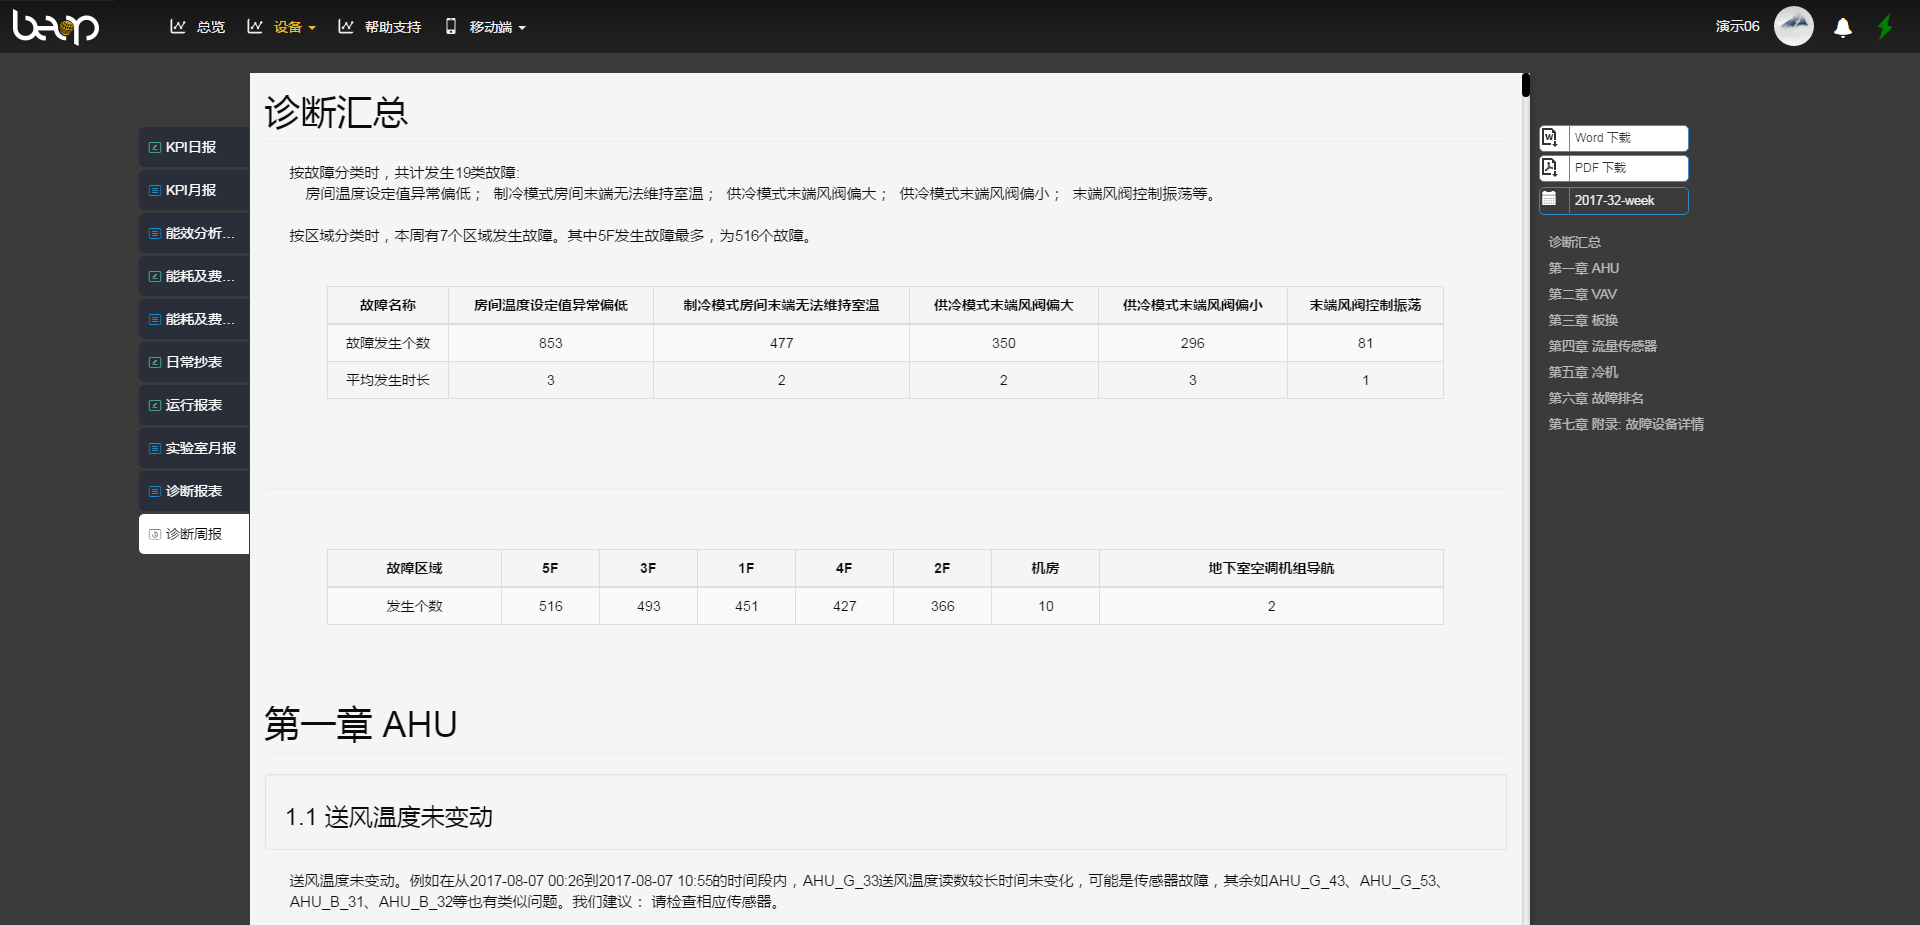 beop
总览
设备
帮助支持
移动端
演示06
KPI日报
KPI月报
能效分析...
能耗及费...
能耗及费...
日常抄表
运行报表
实验室月报
诊断报表
诊断周报
诊断汇总
按故障分类时，共计发生19类故障:
房间温度设定值异常偏低； 制冷模式房间末端无法维持室温； 供冷模式末端风阀偏大； 供冷模式末端风阀偏小； 末端风阀控制振荡等。
按区域分类时，本周有7个区域发生故障。其中5F发生故障最多，为516个故障。
故障名称 房间温度设定值异常偏低 制冷模式房间末端无法维持室温 供冷模式末端风阀偏大 供冷模式末端风阀偏小 末端风阀控制振荡
故障发生个数 853 477 350 296 81
平均发生时长 3 2 2 3 1
故障区域 5F 3F 1F 4F 2F 机房 地下室空调机组导航
发生个数 516 493 451 427 366 10 2
第一章 AHU
1.1 送风温度未变动
送风温度未变动。例如在从2017-08-07 00:26到2017-08-07 10:55的时间段内，AHU_G_33送风温度读数较长时间未变化，可能是传感器故障，其余如AHU_G_43、AHU_G_53、
AHU_B_31、AHU_B_32等也有类似问题。我们建议： 请检查相应传感器。
Word 下载
PDF 下载
2017-32-week
诊断汇总
第一章 AHU
第二章 VAV
第三章 板换
第四章 流量传感器
第五章 冷机
第六章 故障排名
第七章 附录: 故障设备详情